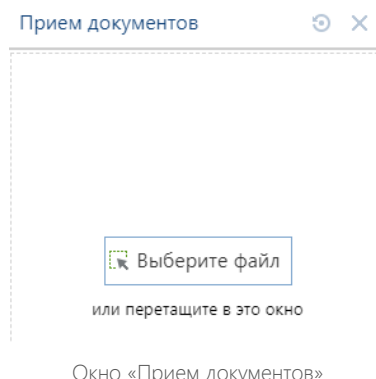 Прием документов
Выберите файл
или перетащите в это окно
Окно «Прием документов»